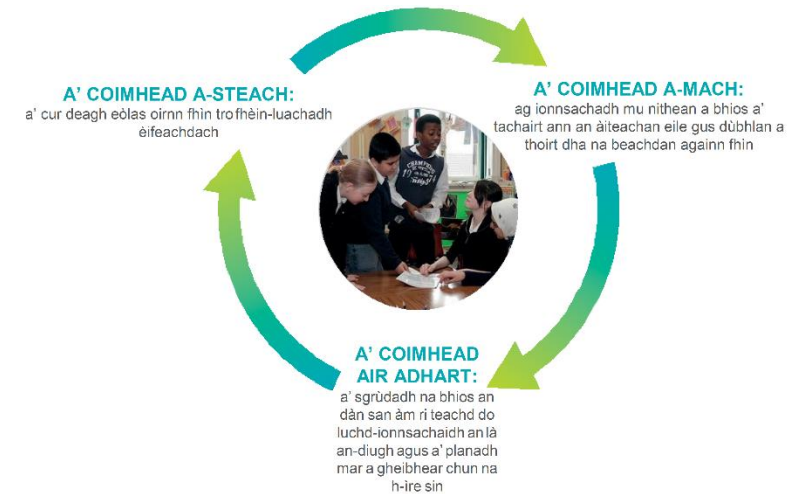 A' COIMHEAD A-STEACH:
a' cur deagh eòlas oirnn fhìn tro fhèin-luachadh
èifeachdach
A' COIMHEAD A-MACH:
ag ionnsachadh mu nithean a bhios a'
tachairt ann an àiteachan eile gus dùbhlan a
thoirt dha na beachdan againn fhìn
A' COIMHEAD
AIR ADHART:
a' sgrùdadh na bhios an
dàn san àm ri teachd do
luchd-ionnsachaidh an là
an-diugh agus a' planadh
mar a gheibhear chun na
h-ìre sin